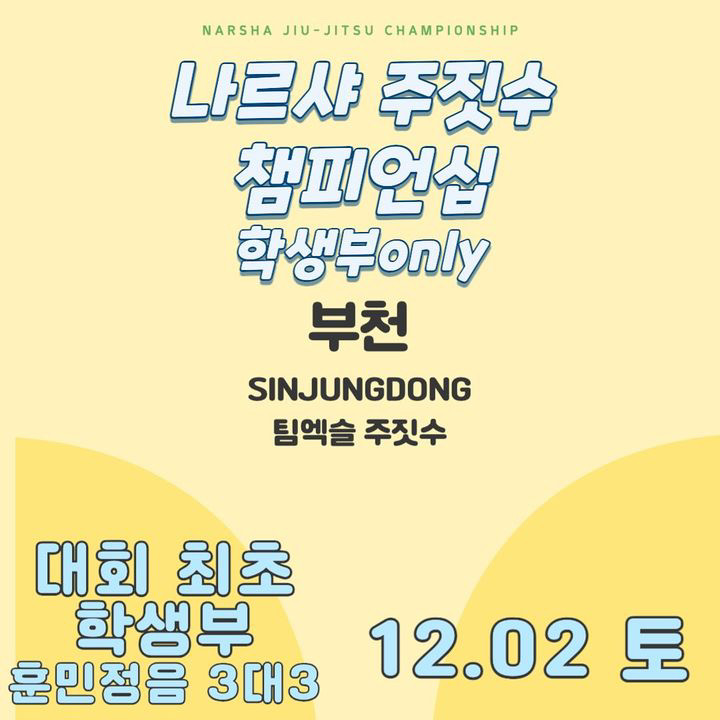 NARSHA JIU-JITSU CHAMPIONSHIP
나르샤 주짓수
챔피언십
학생부only
부천
SINJUNGDONG
팀엑슬 주짓수
대회 최초
학생부
훈민정음 3대3
12.02 토